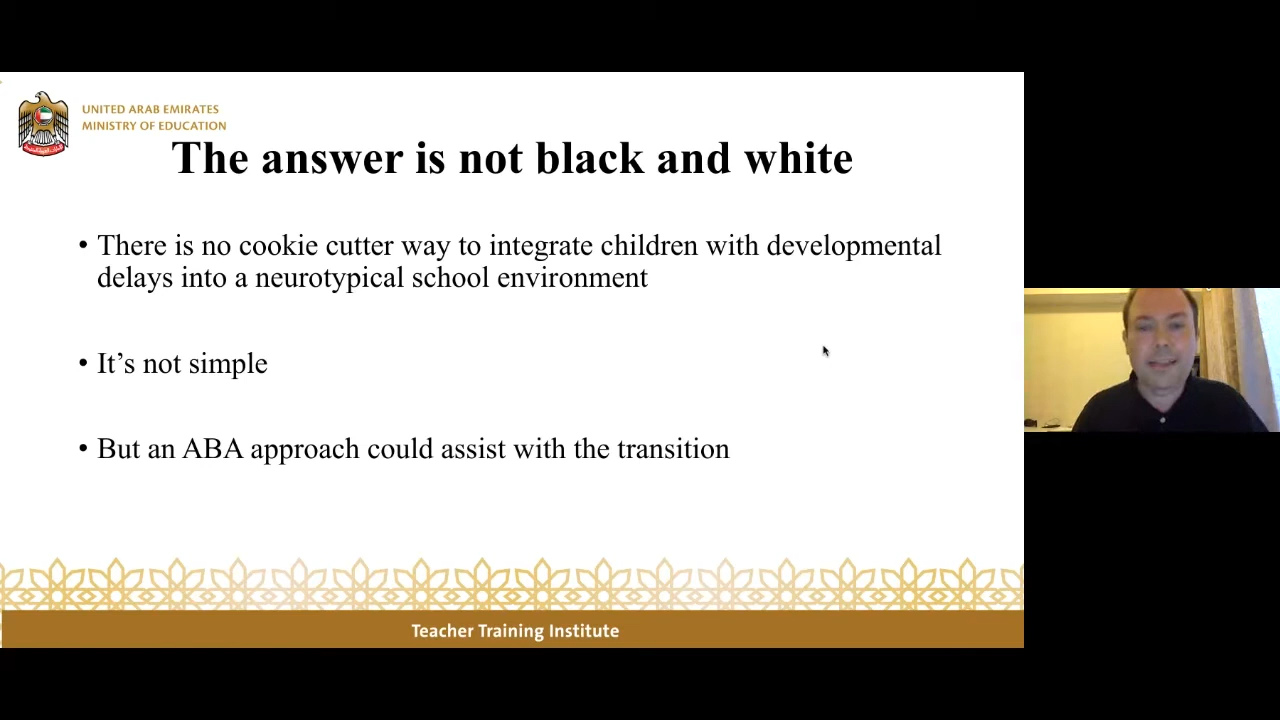 UNITED ARAB EMIRATES
MINISTRY OF EDUCATION
The answer is not black and white
• There is no cookie cutter way to integrate children with developmental
delays into a neurotypical school environment
• It’s not simple
• But an ABA approach could assist with the transition
Teacher Training Institute